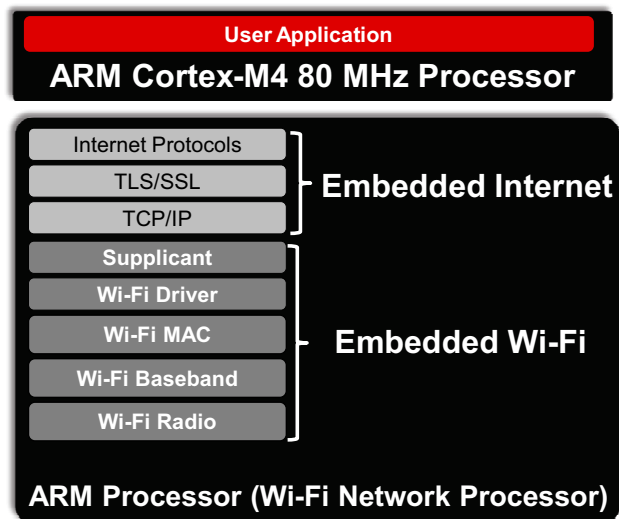 User Application
ARM Cortex-M4 80 MHz Processor
Internet Protocols
TLS/SSL
TCP/IP
Embedded Internet
Supplicant
Wi-Fi Driver
Wi-Fi MAC
Wi-Fi Baseband
Wi-Fi Radio
Embedded Wi-Fi
ARM Processor (Wi-Fi Network Processor)